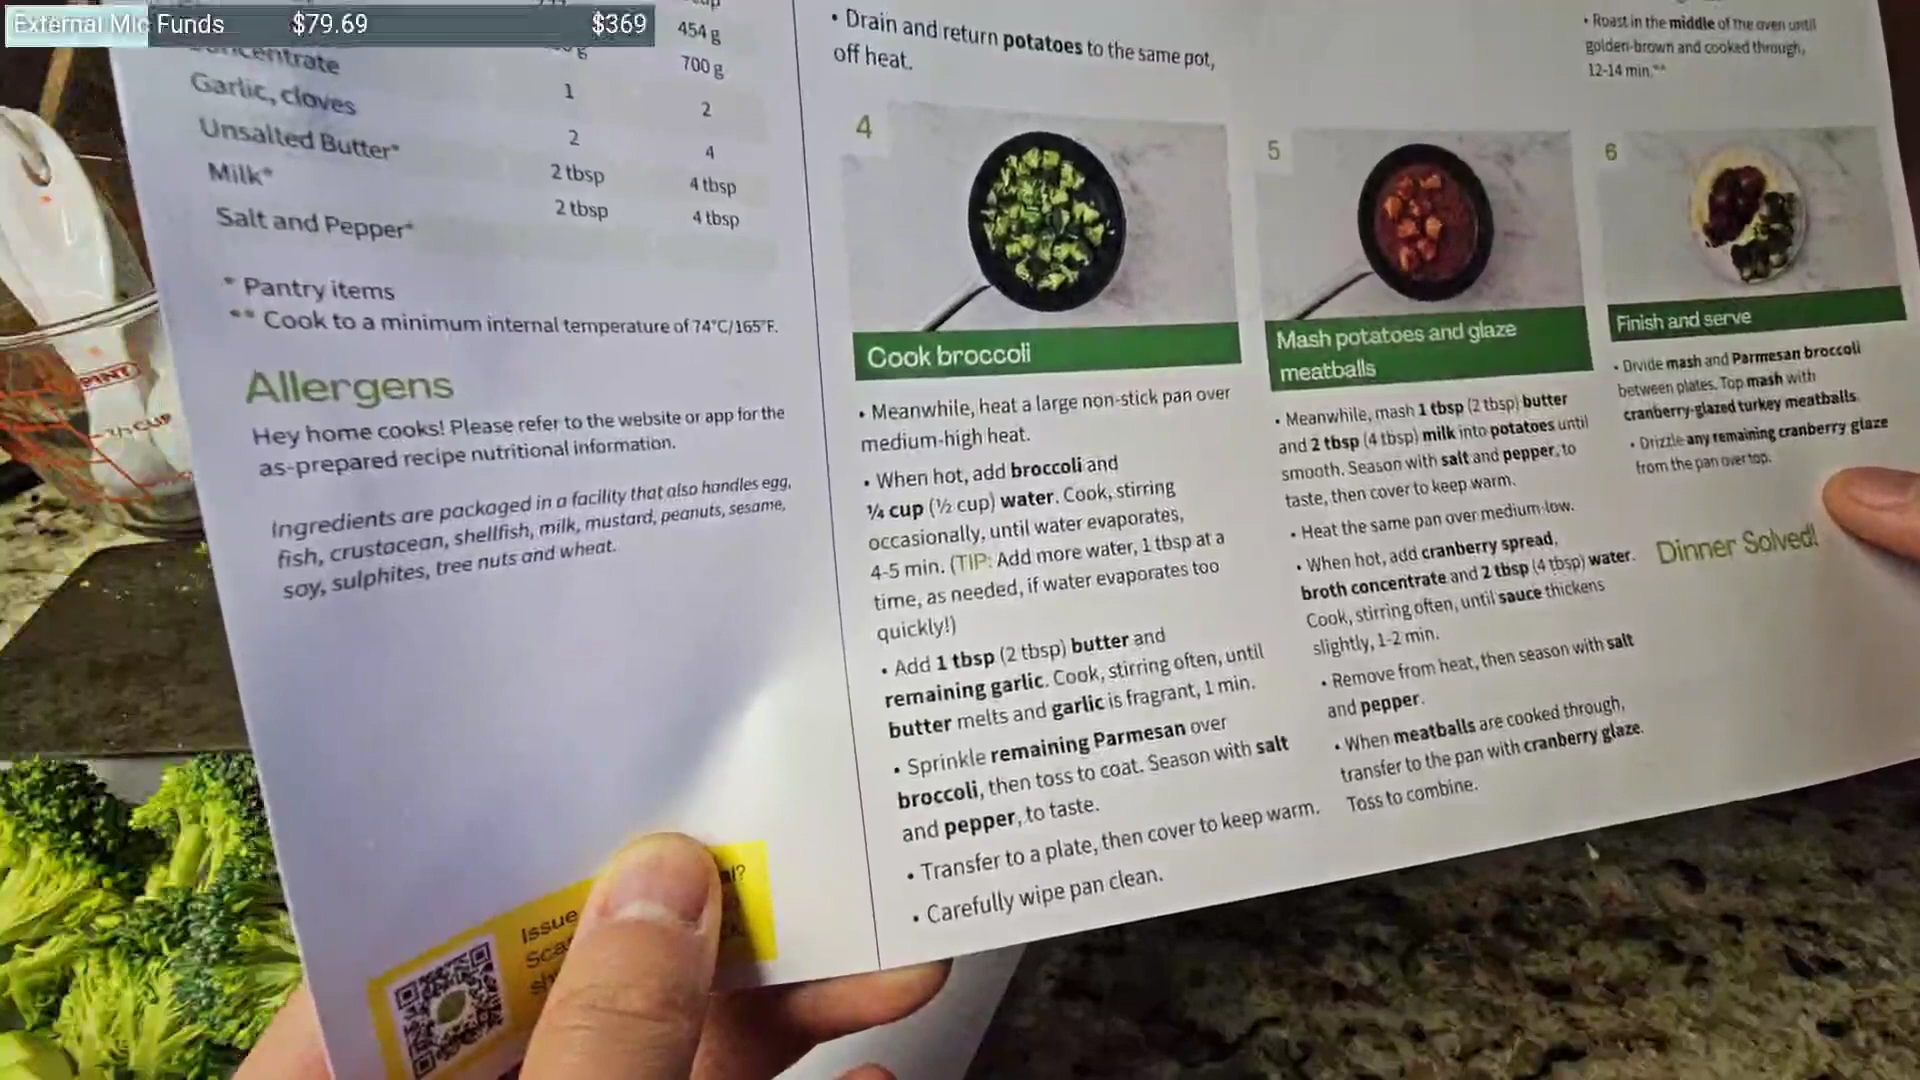 External Mic Funds $79.69 $369
454 g
Concentrate 700 g
Garlic, cloves 1 2
Unsalted Butter* 2 4
Milk* 2 tbsp 4 tbsp
Salt and Pepper* 2 tbsp 4 tbsp
* Pantry items
** Cook to a minimum internal temperature of 74°C/165°F.
Allergens
Hey home cooks! Please refer to the website or app for the
as-prepared recipe nutritional information.
Ingredients are packaged in a facility that also handles egg,
fish, crustacean, shellfish, milk, mustard, peanuts, sesame,
soy, sulphites, tree nuts and wheat.
Issue
PINT
CUP
• Drain and return potatoes to the same pot,
off heat.
4
Cook broccoli
• Meanwhile, heat a large non-stick pan over
medium-high heat.
• When hot, add broccoli and
¼ cup (½ cup) water. Cook, stirring
occasionally, until water evaporates,
4-5 min. (TIP: Add more water, 1 tbsp at a
time, as needed, if water evaporates too
quickly!)
• Add 1 tbsp (2 tbsp) butter and
remaining garlic. Cook, stirring often, until
butter melts and garlic is fragrant, 1 min.
• Sprinkle remaining Parmesan over
broccoli, then toss to coat. Season with salt
and pepper, to taste.
• Transfer to a plate, then cover to keep warm.
• Carefully wipe pan clean.
5
Mash potatoes and glaze
meatballs
• Meanwhile, mash 1 tbsp (2 tbsp) butter
and 2 tbsp (4 tbsp) milk into potatoes until
smooth. Season with salt and pepper, to
taste, then cover to keep warm.
• Heat the same pan over medium-low.
• When hot, add cranberry spread,
broth concentrate and 2 tbsp (4 tbsp) water.
Cook, stirring often, until sauce thickens
slightly, 1-2 min.
• Remove from heat, then season with salt
and pepper.
• When meatballs are cooked through,
transfer to the pan with cranberry glaze.
Toss to combine.
• Roast in the middle of the oven until
golden-brown and cooked through,
12-14 min.**
6
Finish and serve
• Divide mash and Parmesan broccoli
between plates. Top mash with
cranberry-glazed turkey meatballs.
• Drizzle any remaining cranberry glaze
from the pan over top.
Dinner Solved!